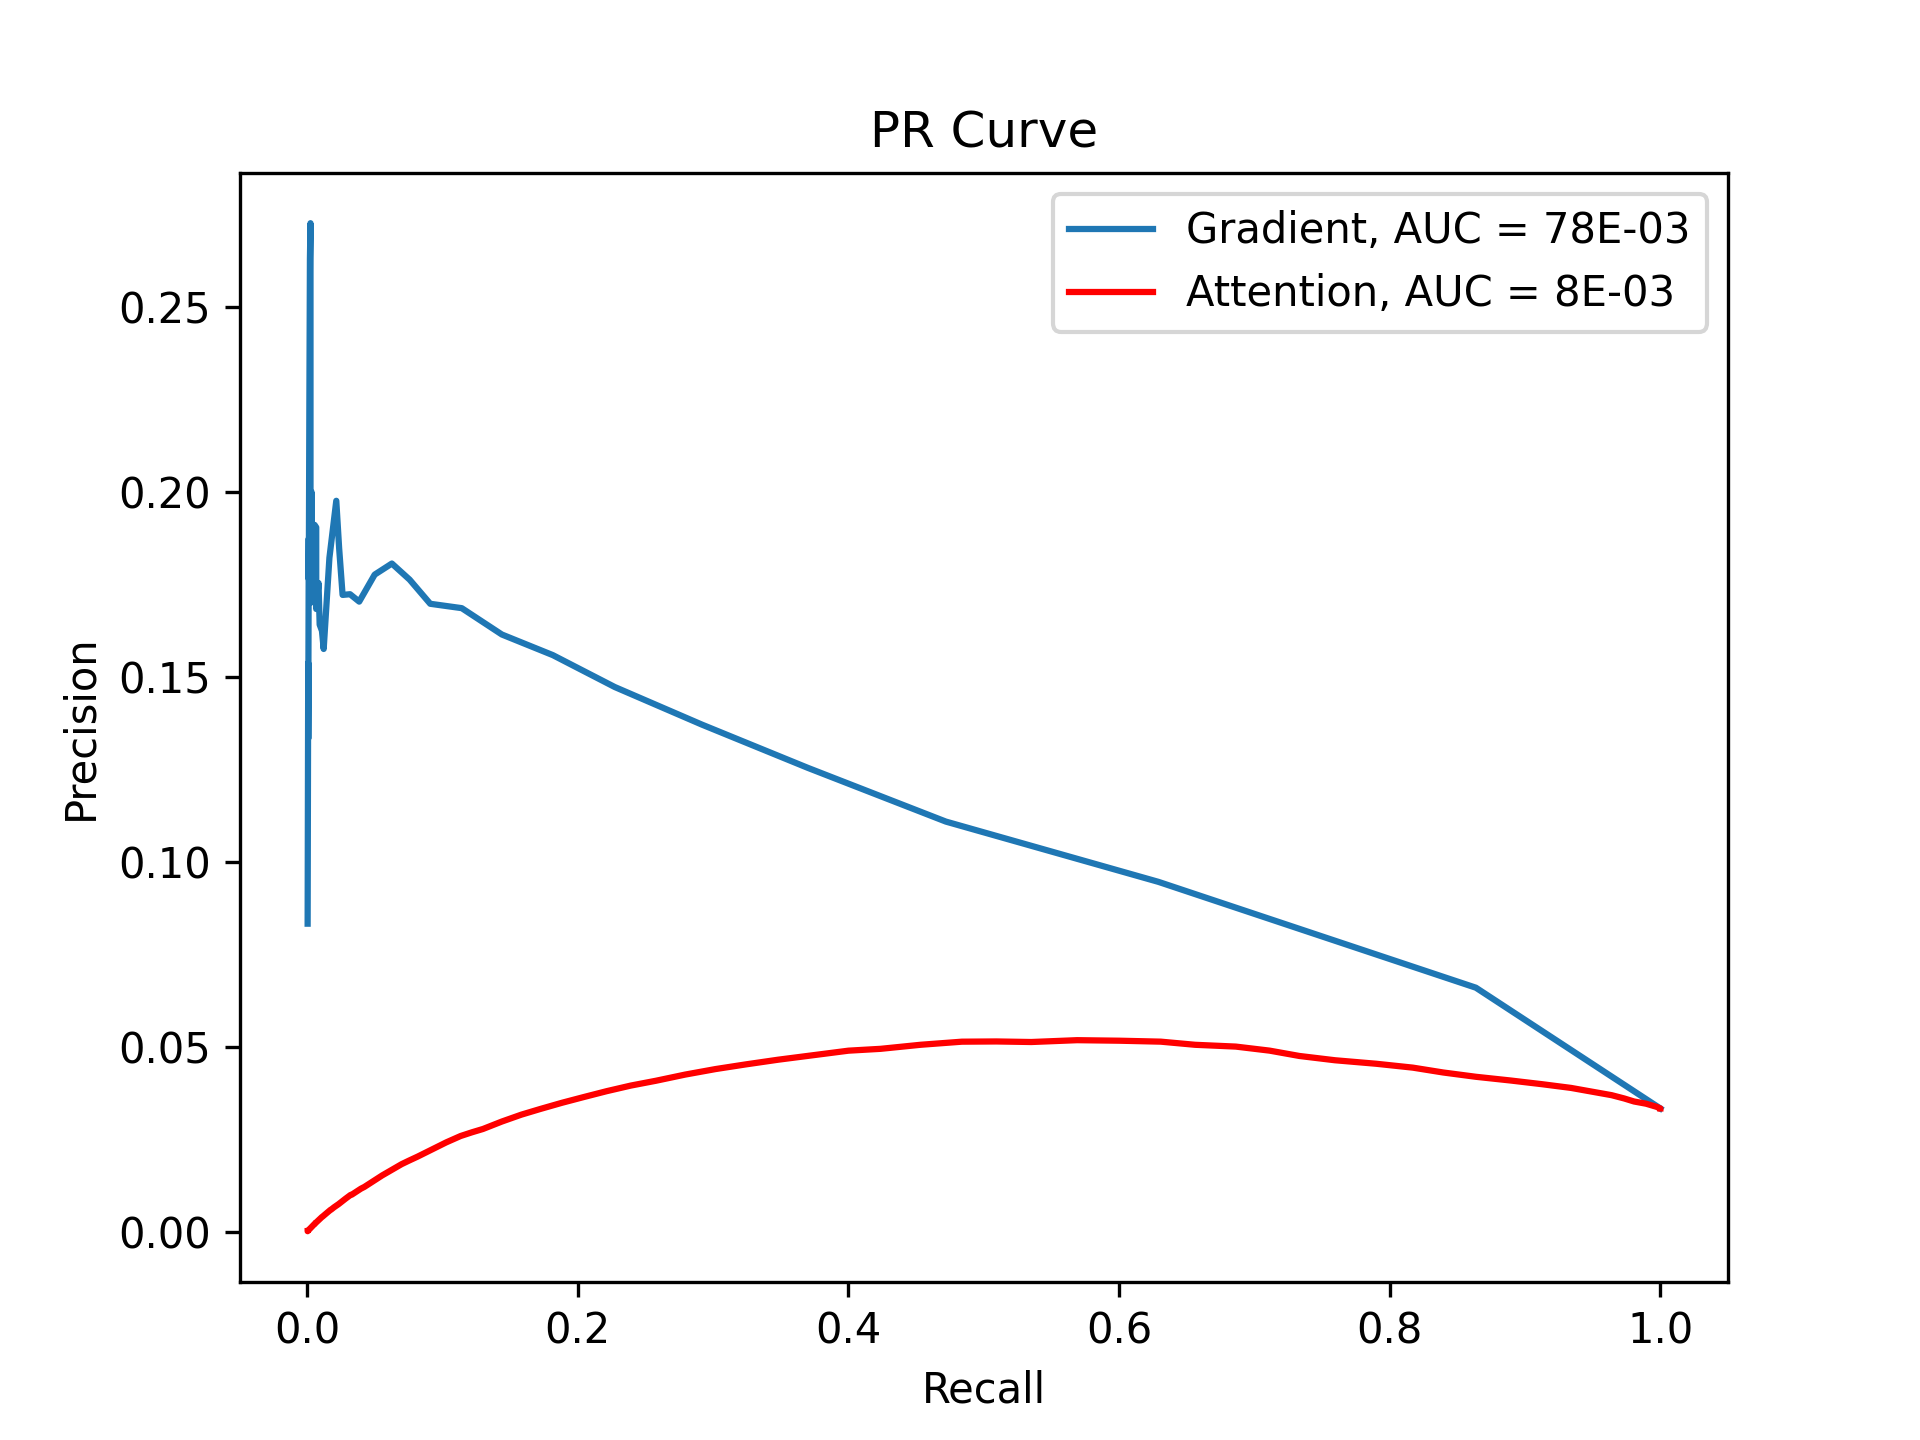 PR Curve
Gradient, AUC = 78E-03
Attention, AUC = 8E-03
0.25
0.20
0.15
0.10
0.05
0.00
Precision
0.0 0.2 0.4 0.6 0.8 1.0
Recall